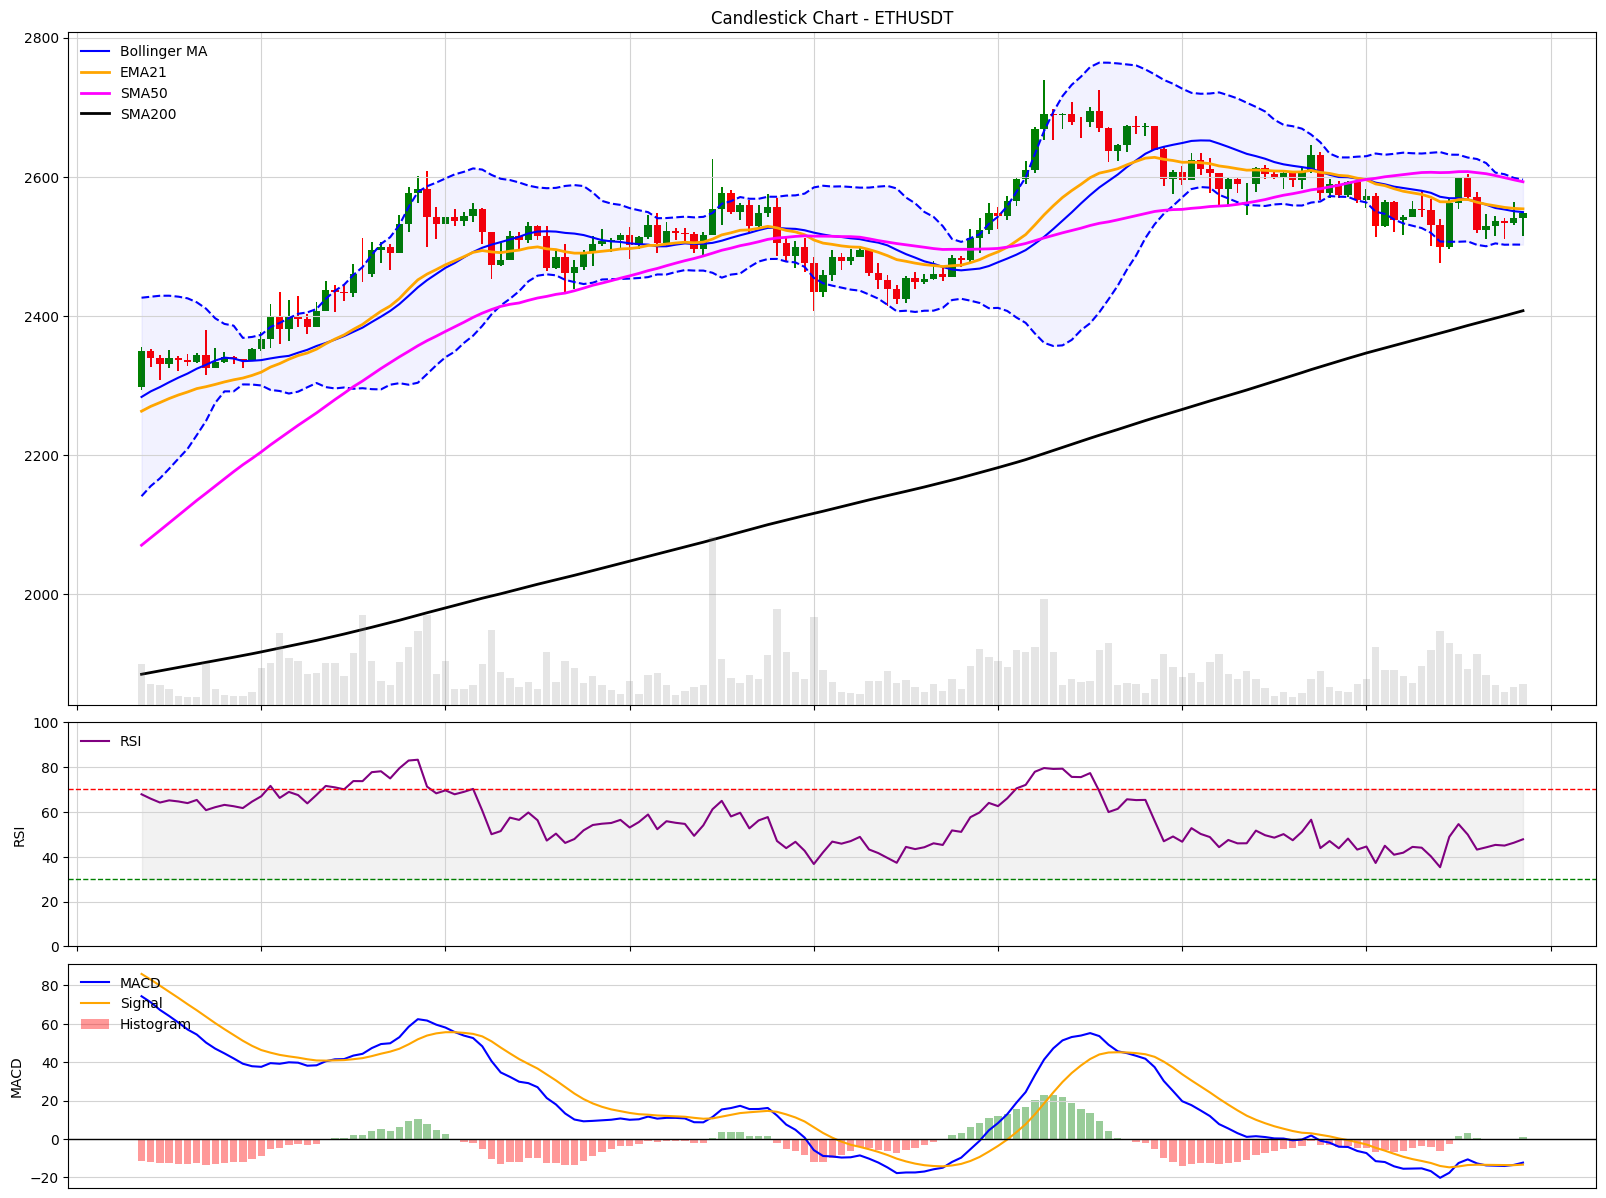 Candlestick Chart - ETHUSDT
2800
Bollinger MA
EMA21
SMA50
SMA200
2600
2400
2200
2000
100
RSI
80
60
RSI
40
20
0
MACD
80
Signal
Histogram
60
40
MACD
20
0
−20